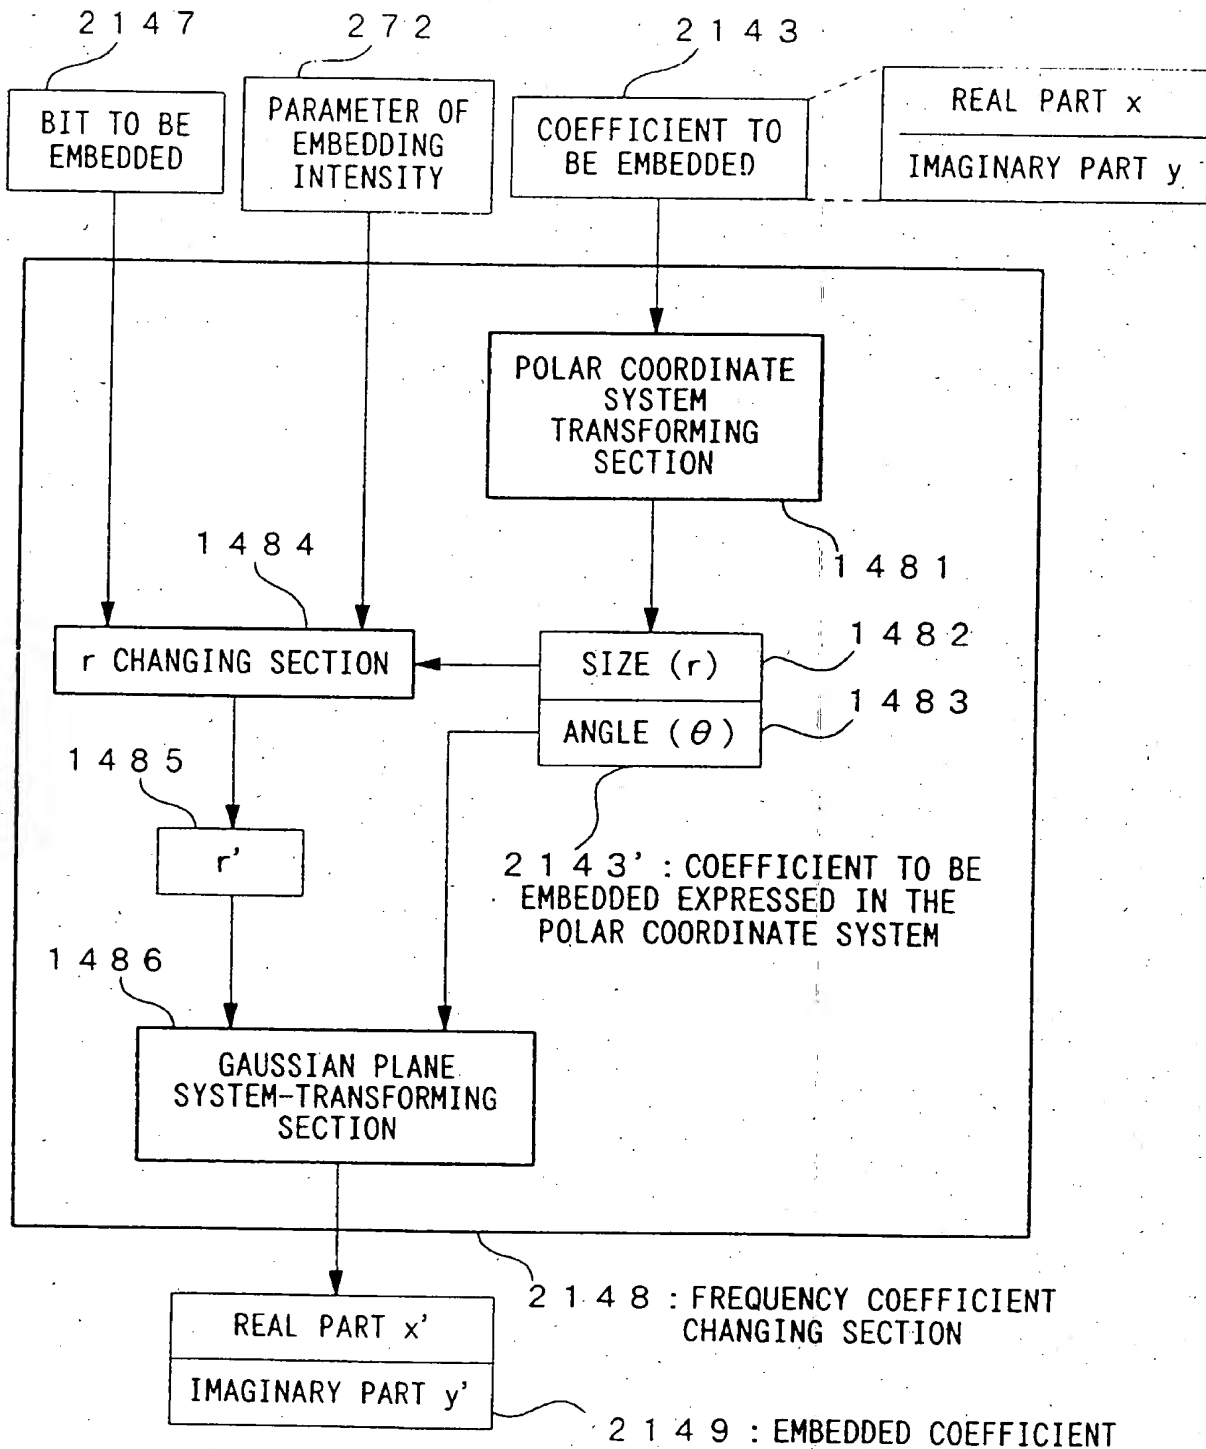 2147
272
2143
BIT TO BE
EMBEDDED
PARAMETER OF
EMBEDDING
INTENSITY
COEFFICIENT TO
BE EMBEDDED
REAL PART x
IMAGINARY PART y
POLAR COORDINATE
SYSTEM
TRANSFORMING
SECTION
1481
1484
r CHANGING SECTION
SIZE (r)
1482
ANGLE (θ)
1483
1485
r'
2143' : COEFFICIENT TO BE
EMBEDDED EXPRESSED IN THE
POLAR COORDINATE SYSTEM
1486
GAUSSIAN PLANE
SYSTEM-TRANSFORMING
SECTION
2148 : FREQUENCY COEFFICIENT
CHANGING SECTION
REAL PART x'
IMAGINARY PART y'
2149 : EMBEDDED COEFFICIENT